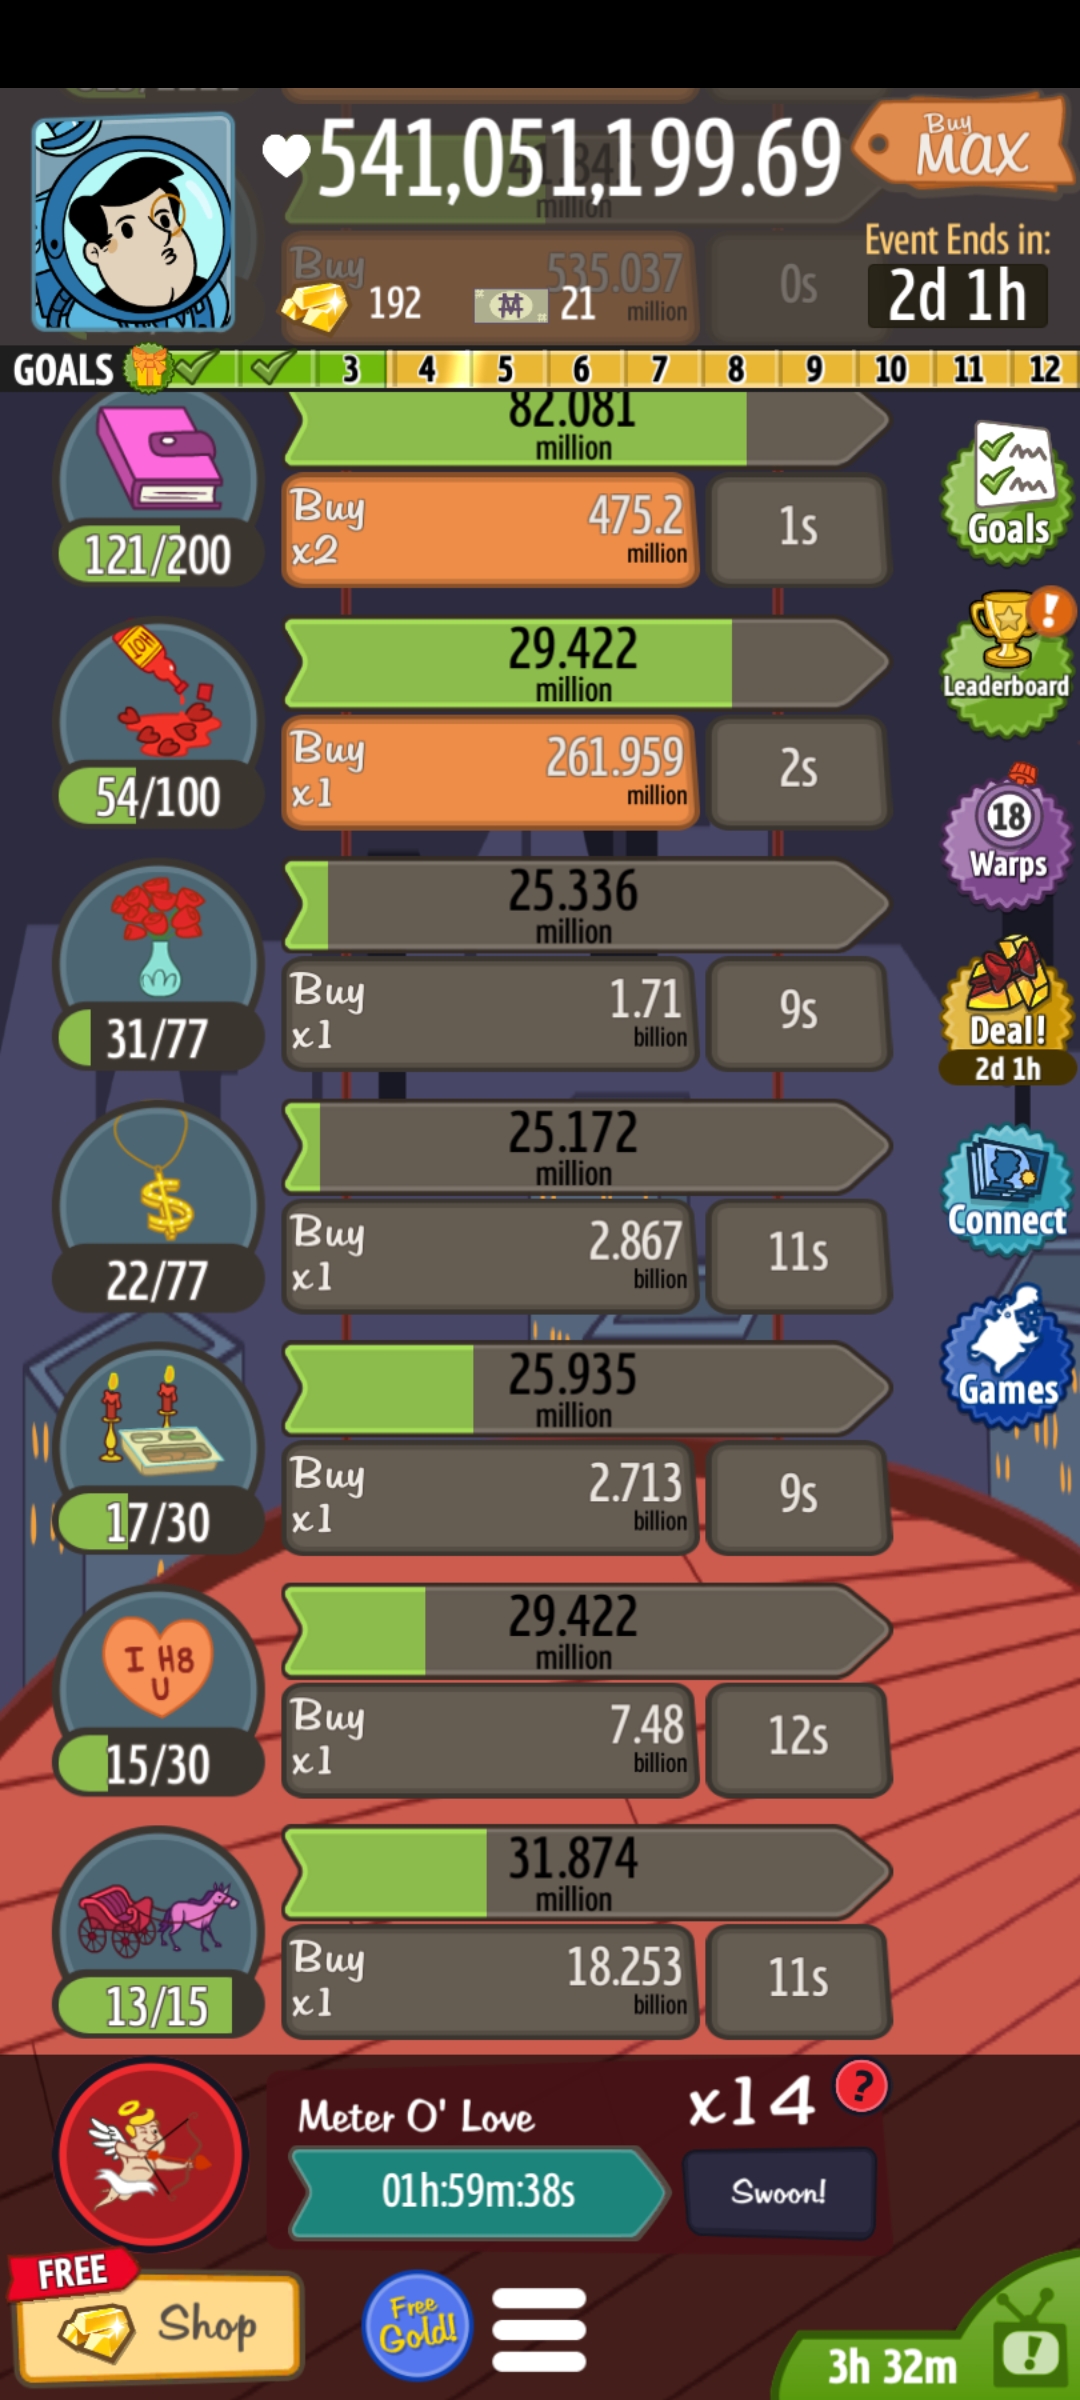 541,051,199.69
Buy
MAX
million
Event Ends in:
2d 1h
Buy
535.037
million
0s
192
21
GOALS 3 4 5 6 7 8 9 10 11 12
82.081
million
121/200
Buy
x2
475.2
million
1s
Goals
29.422
million
54/100
Buy
x1
261.959
million
2s
!
Leaderboard
25.336
million
31/77
Buy
x1
1.71
billion
9s
18
Warps
Deal!
2d 1h
25.172
million
22/77
Buy
x1
2.867
billion
11s
Connect
25.935
million
17/30
Buy
x1
2.713
billion
9s
Games
I H8
U
29.422
million
15/30
Buy
x1
7.48
billion
12s
31.874
million
13/15
Buy
x1
18.253
billion
11s
HOT
Meter O' Love
x14
?
01h:59m:38s
Swoon!
FREE
Shop
Free
Gold!
3h 32m
!